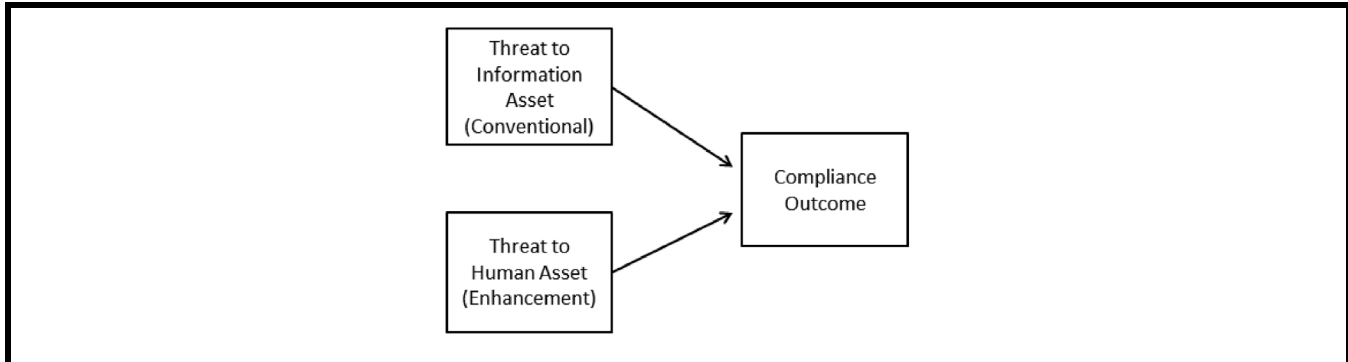 Threat to
Information
Asset
(Conventional)
Compliance
Outcome
Threat to
Human Asset
(Enhancement)